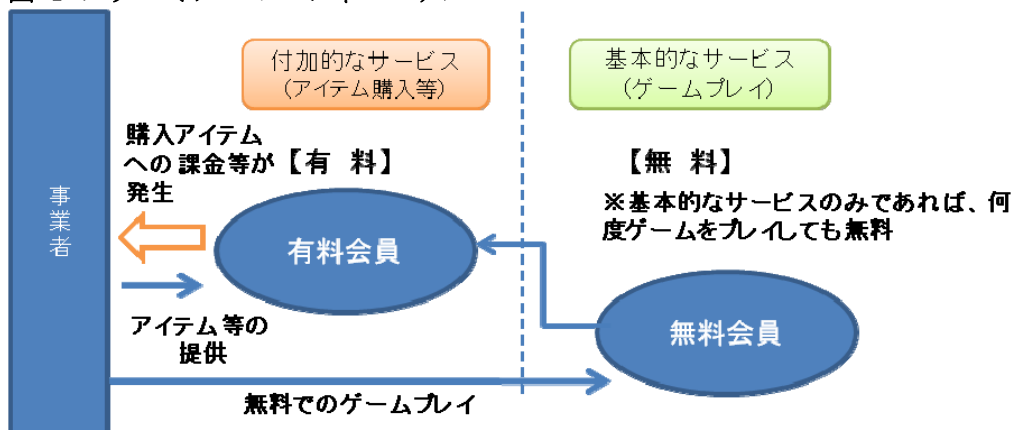 付加的なサービス
（アイテム購入等）
基本的なサービス
（ゲームプレイ）
購入アイテム
への課金等が
発生
【有 料】
【無 料】
※基本的なサービスのみであれば、何
度ゲームをプレイしても無料
事業者
有料会員
アイテム等の
提供
無料会員
無料でのゲームプレイ